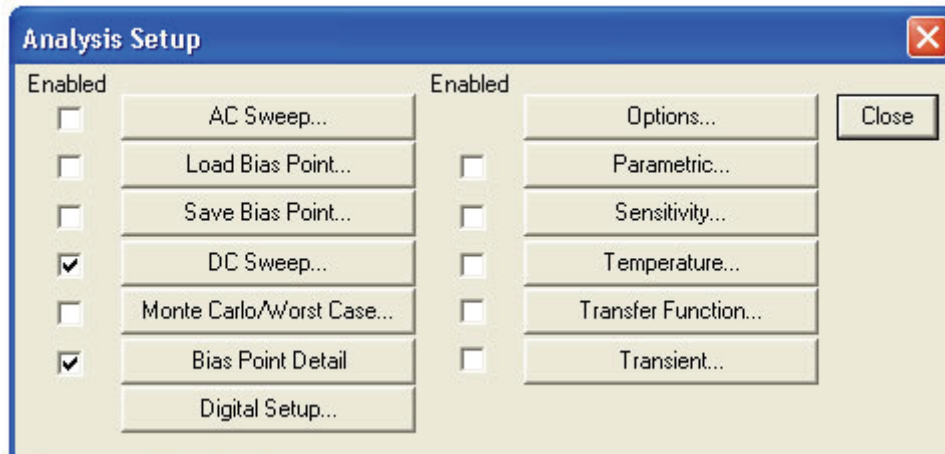 Analysis Setup
Enabled
AC Sweep...
Load Bias Point...
Save Bias Point...
DC Sweep...
Monte Carlo/Worst Case...
Bias Point Detail
Digital Setup...
Enabled
Options...
Parametric...
Sensitivity...
Temperature...
Transfer Function...
Transient...
Close